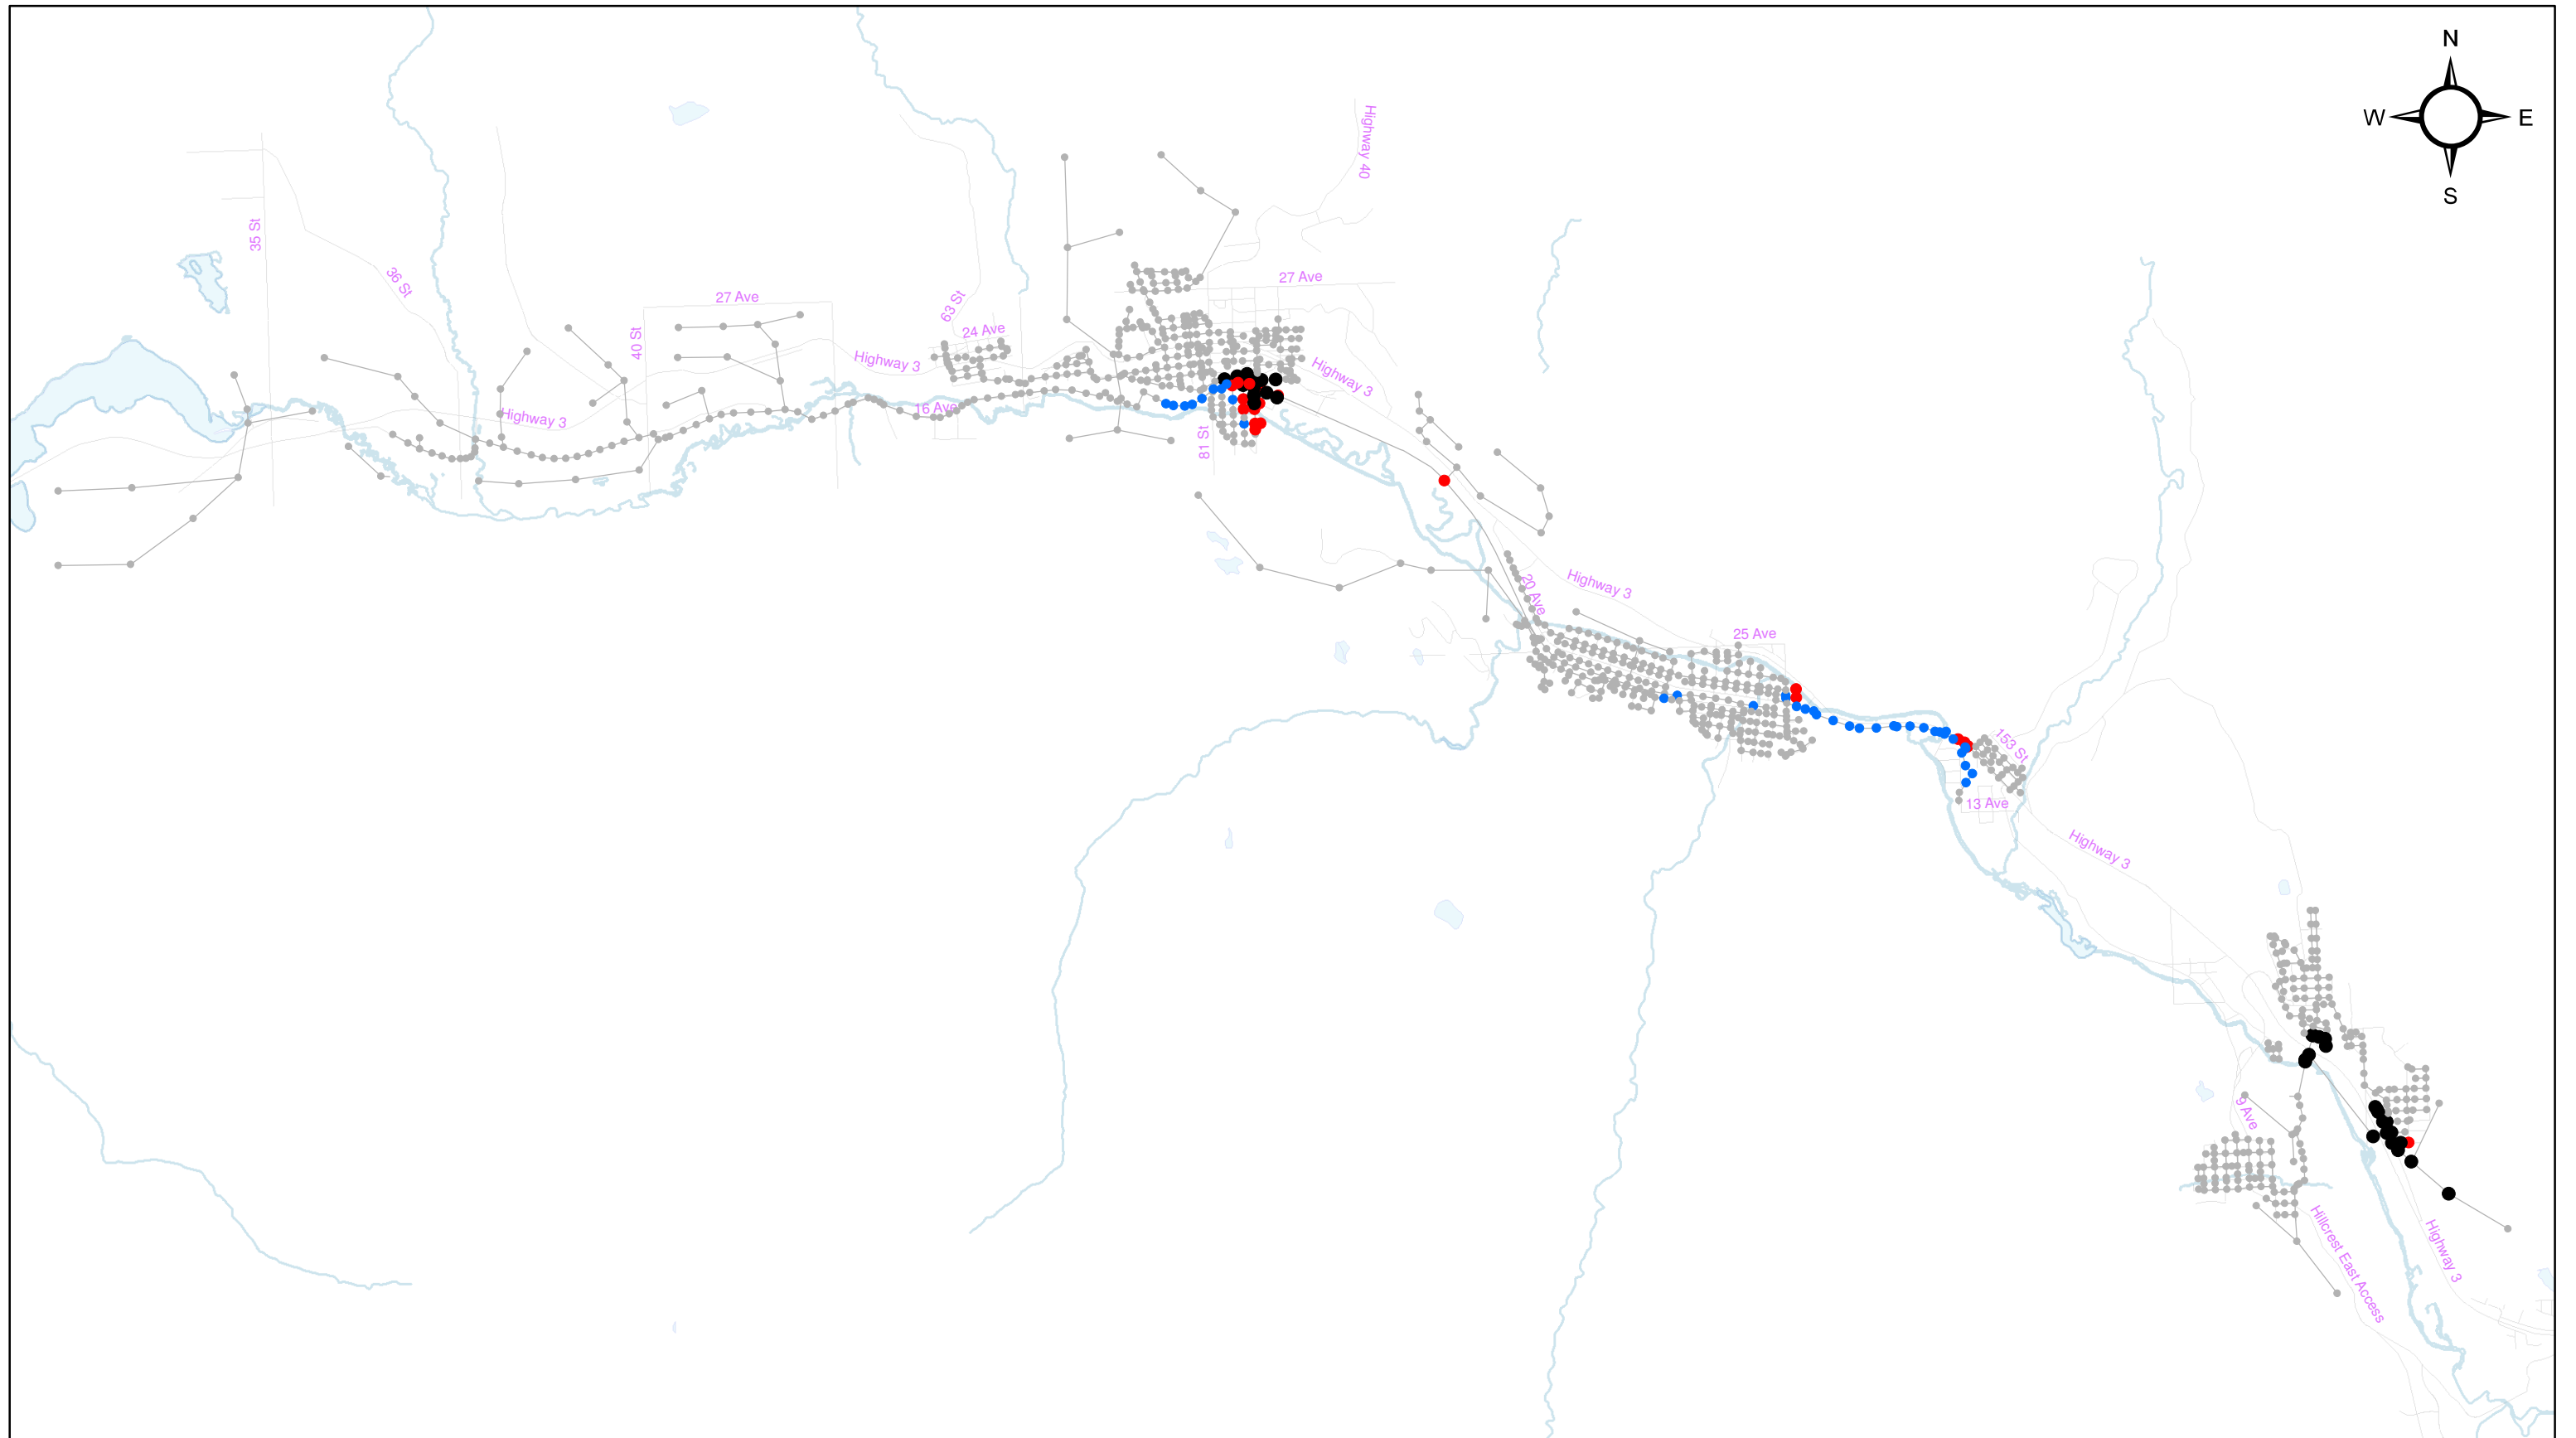 N
W E
S
Highway 40
35 St
36 St
27 Ave
27 Ave
63 St
24 Ave
40 St
Highway 3
Highway 3
16 Ave
Highway 3
81 St
20 Ave
Highway 3
25 Ave
153 St
13 Ave
Highway 3
9 Ave
Hillcrest East Access
Highway 3